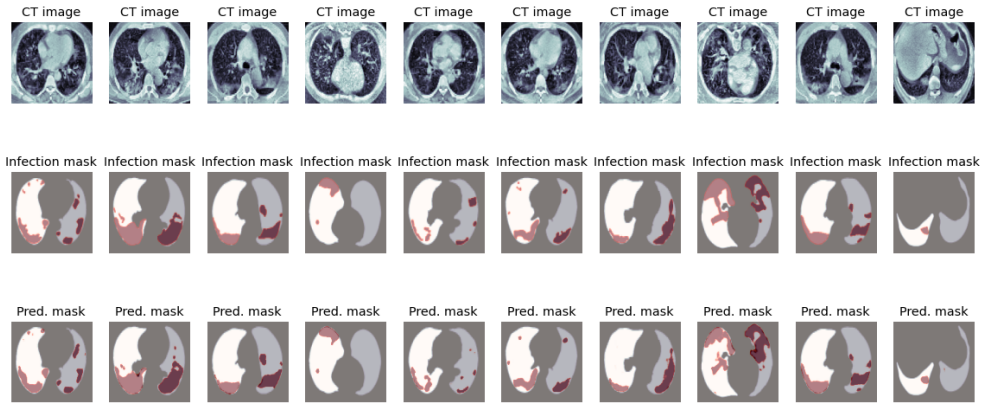 CT image CT image CT image CT image CT image CT image CT image CT image CT image CT image
Infection mask Infection mask Infection mask Infection mask Infection mask Infection mask Infection mask Infection mask Infection mask Infection mask
Pred. mask Pred. mask Pred. mask Pred. mask Pred. mask Pred. mask Pred. mask Pred. mask Pred. mask Pred. mask